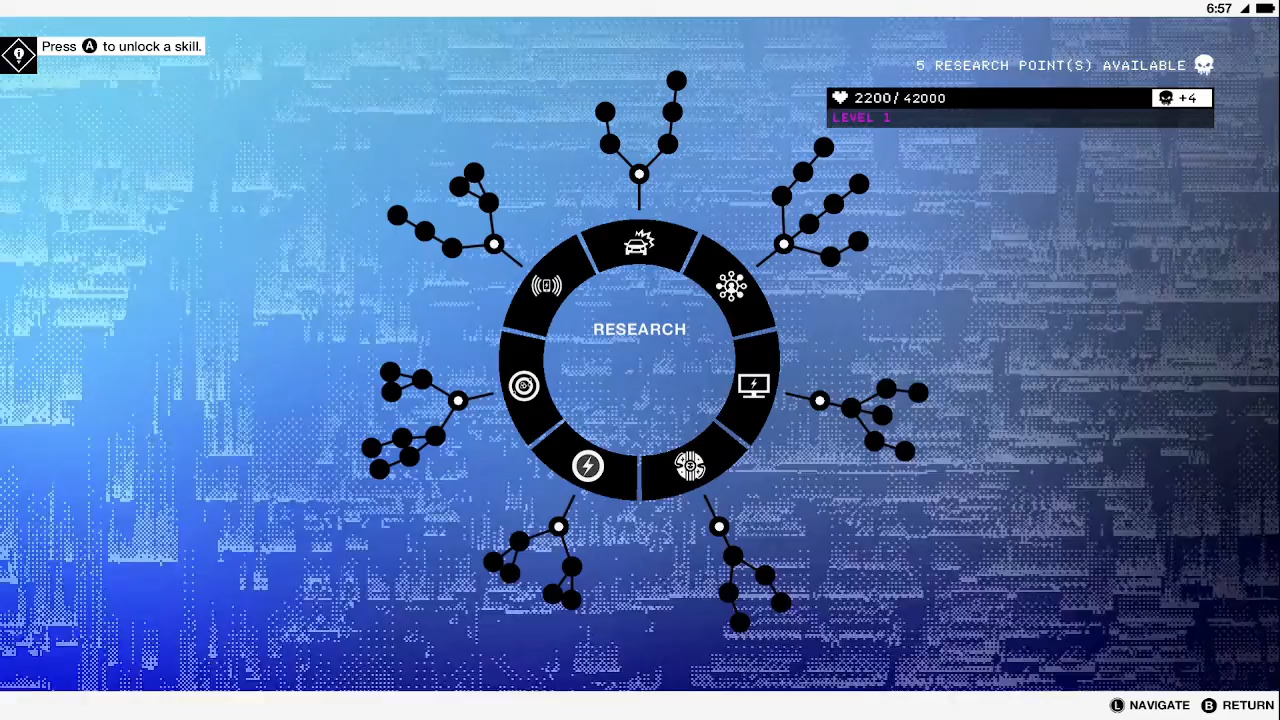 6:57
Press A to unlock a skill.
5 RESEARCH POINT(S) AVAILABLE
2200/42000
+4
LEVEL 1
RESEARCH
L NAVIGATE B RETURN